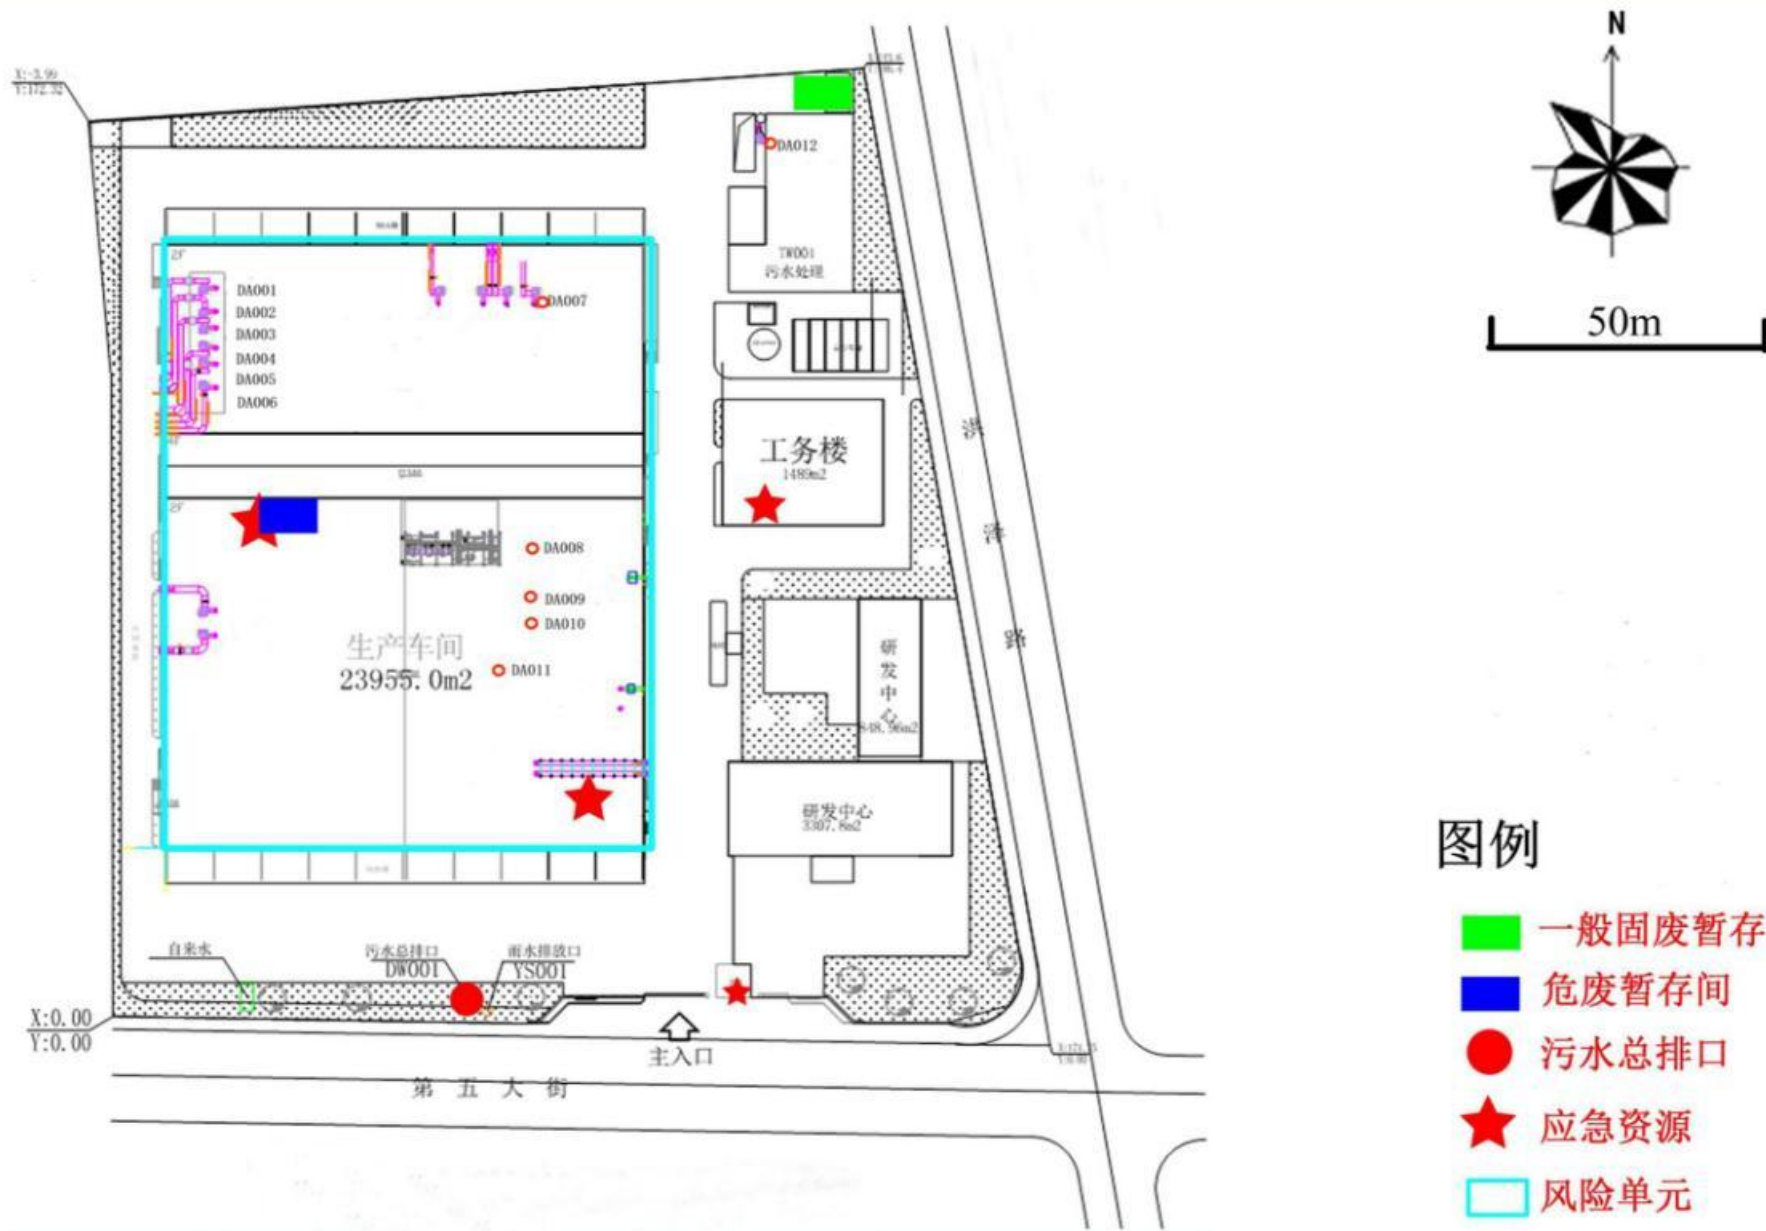 N
X:-3.99
Y:172.32
DA012
TW001
污水处理
50m
2F
DA001
DA002
DA003
DA004
DA005
DA006
DA007
工务楼
1489m2
2F
DA008
DA009
DA010
DA011
生产车间
23955.0m2
研发中心
848.96m2
研发中心
3307.8m2
自来水
污水总排口
DW001
雨水排放口
YS001
X:0.00
Y:0.00
主入口
第五大街
路
图例
一般固废暂存
危废暂存间
污水总排口
应急资源
风险单元